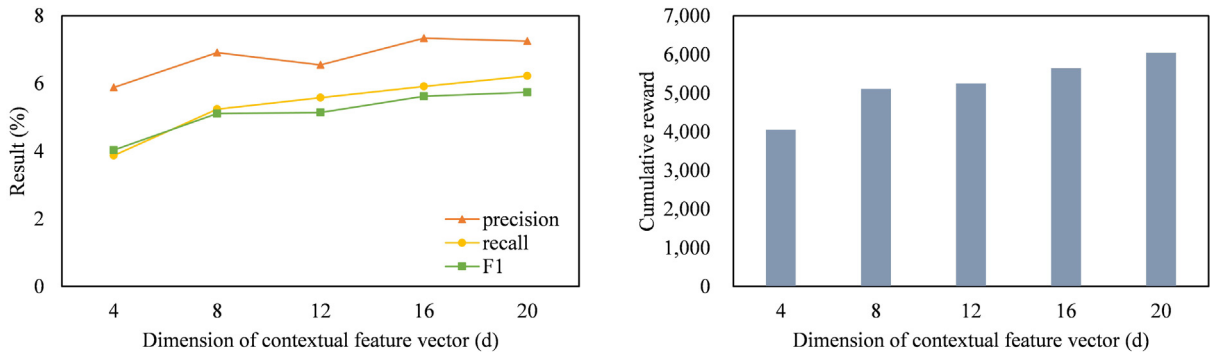 Result (%)
8
6
4
2
0
precision
recall
F1
4 8 12 16 20
Dimension of contextual feature vector (d)
Cumulative reward
7,000
6,000
5,000
4,000
3,000
2,000
1,000
0
4 8 12 16 20
Dimension of contextual feature vector (d)